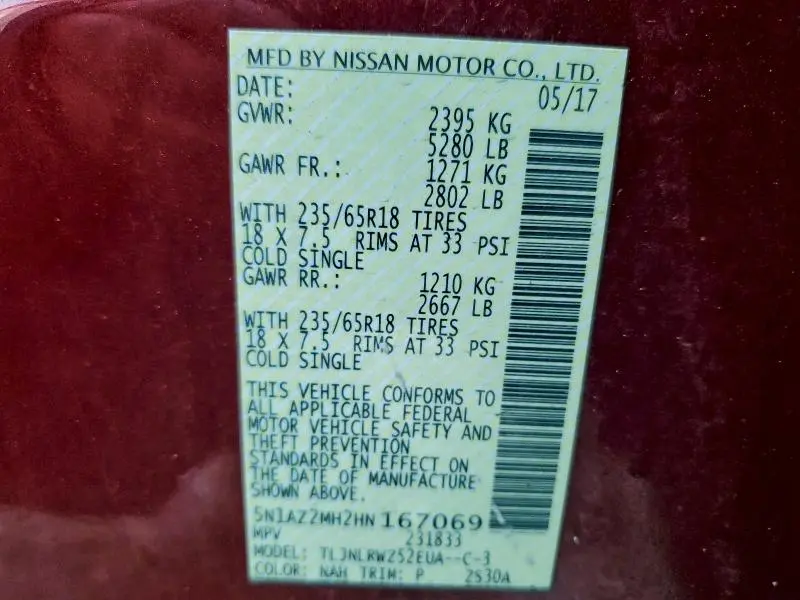 MFD BY NISSAN MOTOR CO., LTD.
DATE: 05/17
GVWR: 2395 KG
5280 LB
GAWR FR.: 1271 KG
2802 LB
WITH 235/65R18 TIRES
18 X 7.5 RIMS AT 33 PSI
COLD SINGLE
GAWR RR.: 1210 KG
2667 LB
WITH 235/65R18 TIRES
18 X 7.5 RIMS AT 33 PSI
COLD SINGLE
THIS VEHICLE CONFORMS TO
ALL APPLICABLE FEDERAL
MOTOR VEHICLE SAFETY AND
THEFT PREVENTION
STANDARDS IN EFFECT ON
THE DATE OF MANUFACTURE
SHOWN ABOVE.
5N1AZ2MH2HN 167069
MPV 231833
MODEL: TLJNLRWZ52EUA--C-3
COLOR: NAH TRIM: P 2S30A